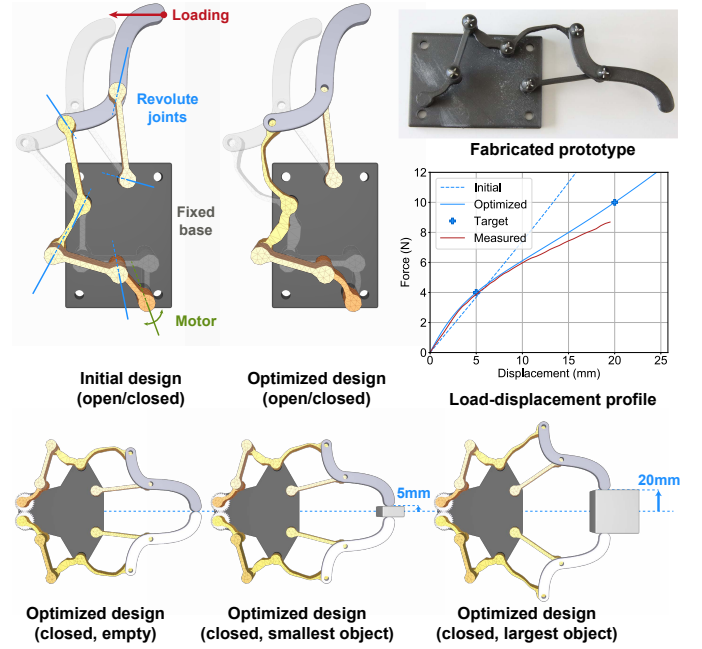 Loading
Revolute
joints
Fixed
base
Motor
Initial design
(open/closed)
Optimized design
(open/closed)
Fabricated prototype
Initial
Optimized
Target
Measured
Force (N)
12
10
8
6
4
2
0
0
5
10
15
20
25
Displacement (mm)
Load-displacement profile
5mm
20mm
Optimized design
(closed, empty)
Optimized design
(closed, smallest object)
Optimized design
(closed, largest object)